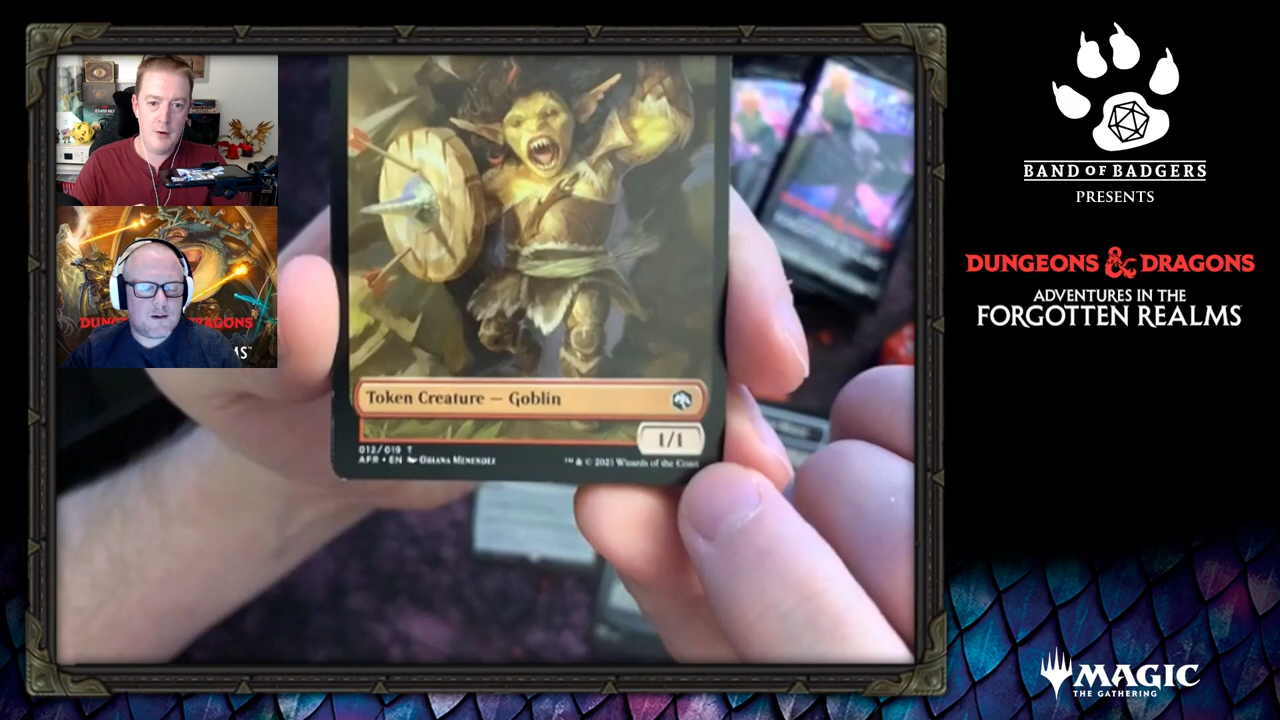 BAND OF BADGERS
PRESENTS
DUNGEONS & DRAGONS
ADVENTURES IN THE
FORGOTTEN REALMS
Token Creature — Goblin
1/1
012/019 T
AFR • EN
™ & © 2021 Wizards of the Coast
MAGIC
THE GATHERING